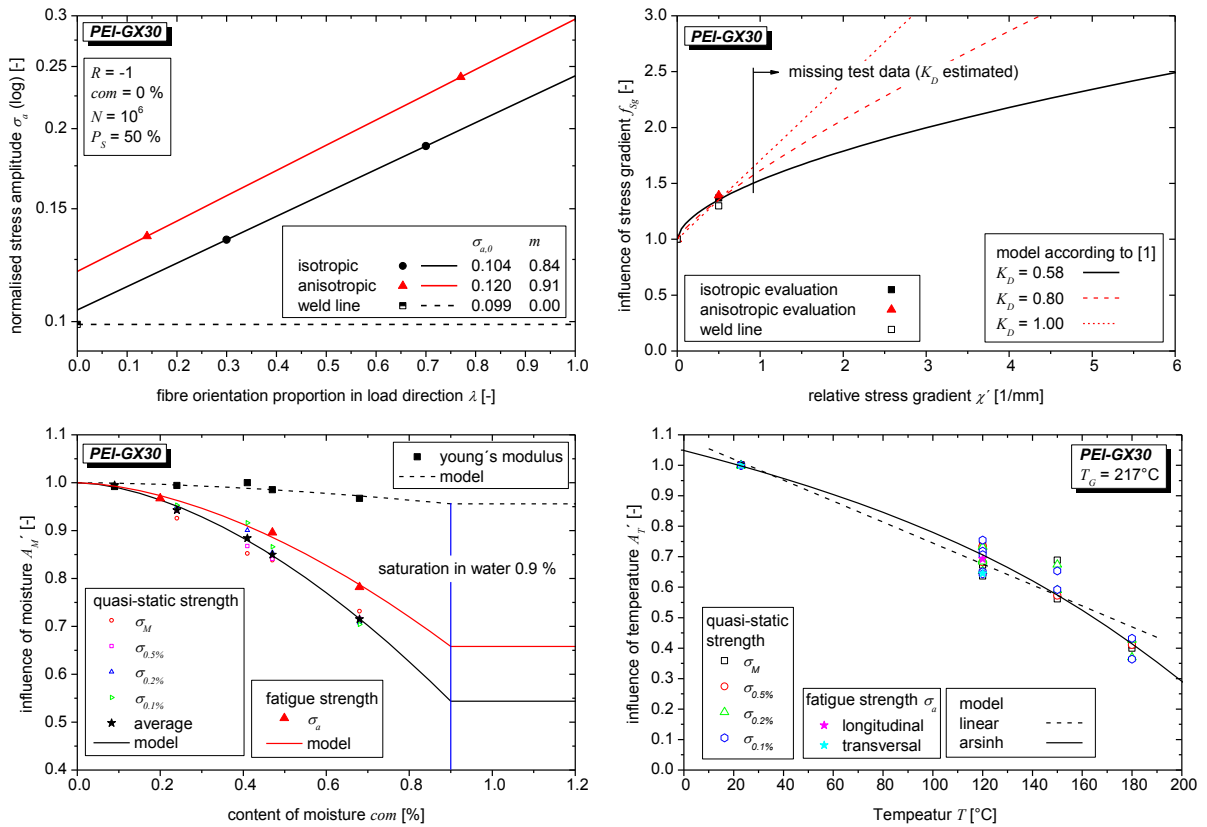 PEI-GX30
R = -1
com = 0 %
N = 10⁶
P_S = 50 %
normalised stress amplitude σ_a (log) [-]
0.3
0.25
0.2
0.15
0.1
σ_a,0 m
isotropic 0.104 0.84
anisotropic 0.120 0.91
weld line 0.099 0.00
0.0 0.1 0.2 0.3 0.4 0.5 0.6 0.7 0.8 0.9 1.0
fibre orientation proportion in load direction λ [-]
PEI-GX30
missing test data (K_D estimated)
influence of stress gradient f_Sg [-]
3.0
2.5
2.0
1.5
1.0
0.5
0.0
isotropic evaluation
anisotropic evaluation
weld line
model according to [1]
K_D = 0.58
K_D = 0.80
K_D = 1.00
0 1 2 3 4 5 6
relative stress gradient χ´ [1/mm]
PEI-GX30
young´s modulus
model
influence of moisture A_M´ [-]
1.1
1.0
0.9
0.8
0.7
0.6
0.5
0.4
saturation in water 0.9 %
quasi-static strength
σ_M
σ_0.5%
σ_0.2%
σ_0.1%
average
model
fatigue strength
σ_a
model
0.0 0.2 0.4 0.6 0.8 1.0 1.2
content of moisture com [%]
PEI-GX30
T_G = 217°C
influence of temperature A_T´ [-]
1.1
1.0
0.9
0.8
0.7
0.6
0.5
0.4
0.3
0.2
0.1
0.0
quasi-static
strength
σ_M
σ_0.5%
σ_0.2%
σ_0.1%
fatigue strength σ_a
longitudinal
transversal
model
linear
arsinh
0 20 40 60 80 100 120 140 160 180 200
Tempeatur T [°C]